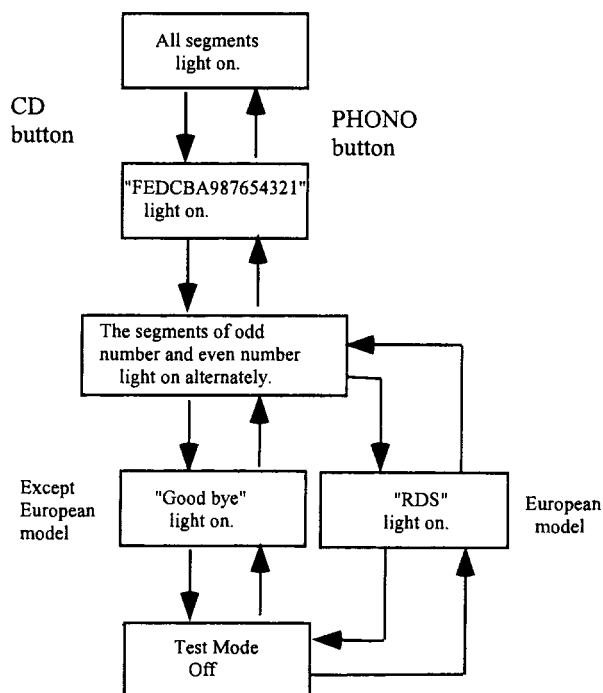 All segments
light on.
CD
button
PHONO
button
"FEDCBA987654321"
light on.
The segments of odd
number and even number
light on alternately.
Except
European
model
"Good bye"
light on.
"RDS"
light on.
European
model
Test Mode
Off